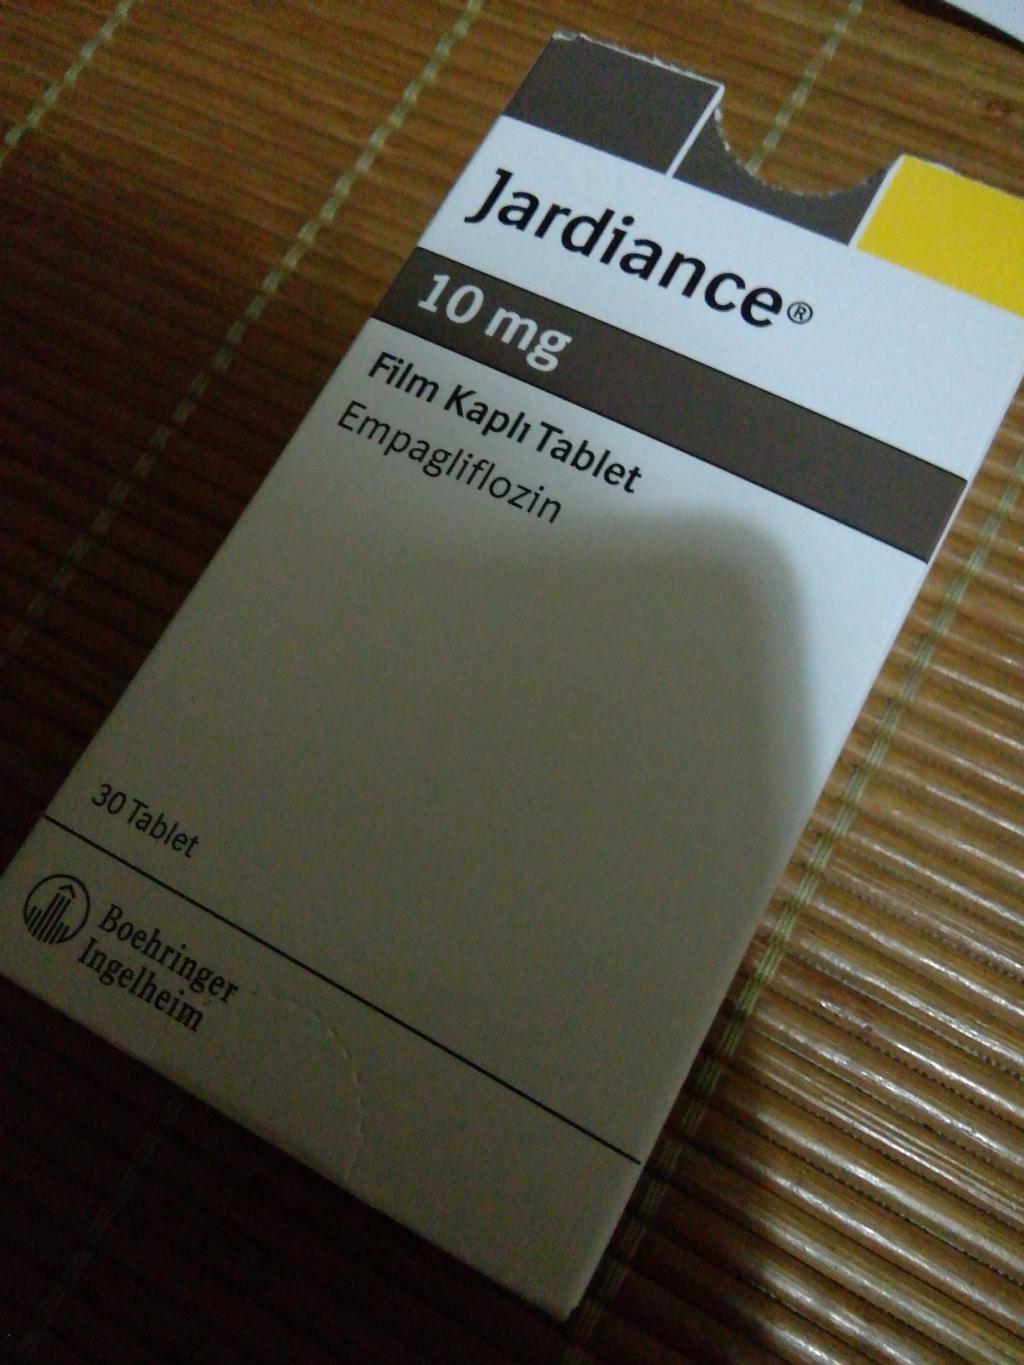 Jardiance®
10 mg
Film Kaplı Tablet
Empagliflozin
30 Tablet
Boehringer
Ingelheim